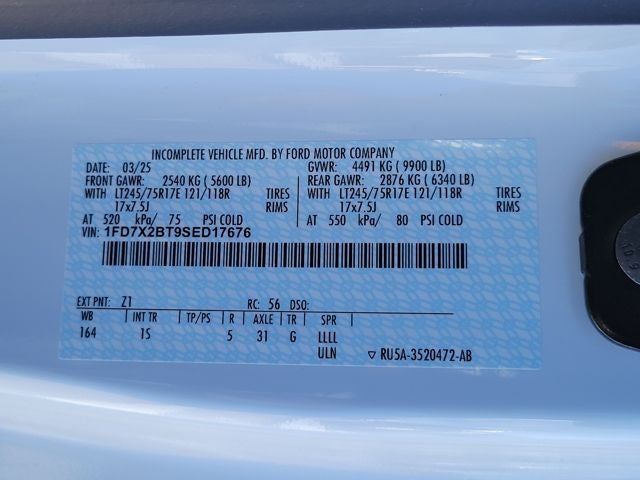 INCOMPLETE VEHICLE MFD. BY FORD MOTOR COMPANY
DATE: 03/25 GVWR: 4491 KG ( 9900 LB)
FRONT GAWR: 2540 KG ( 5600 LB) REAR GAWR: 2876 KG ( 6340 LB)
WITH LT245/75R17E 121/118R TIRES WITH LT245/75R17E 121/118R TIRES
17x7.5J RIMS 17x7.5J RIMS
AT 520 kPa/ 75 PSI COLD AT 550 kPa/ 80 PSI COLD
VIN: 1FD7X2BT9SED17676
EXT PNT: Z1 RC: 56 DSO:
WB INT TR TP/PS R AXLE TR SPR
164 IS 5 31 G LLLL
ULN RU5A-3520472-AB